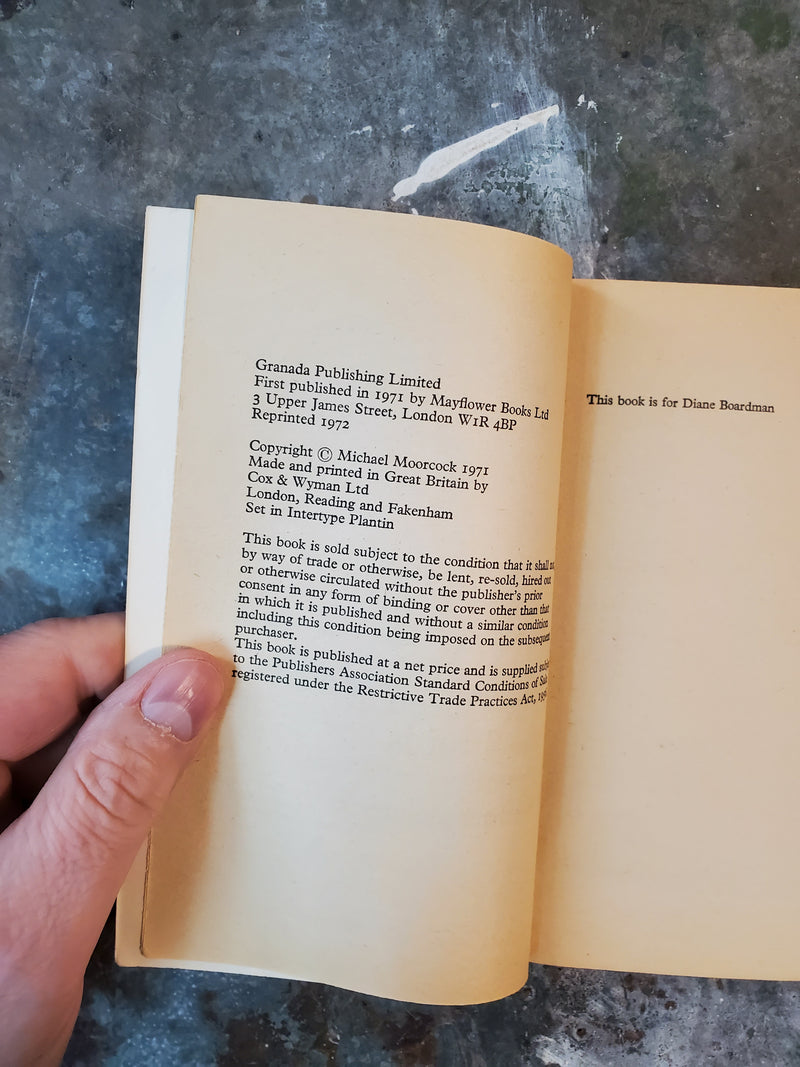 Granada Publishing Limited
First published in 1971 by Mayflower Books Ltd
3 Upper James Street, London W1R 4BP
Reprinted 1972
Copyright © Michael Moorcock 1971
Made and printed in Great Britain by
Cox & Wyman Ltd
London, Reading and Fakenham
Set in Intertype Plantin
This book is sold subject to the condition that it shall
by way of trade or otherwise, be lent, re-sold, hired out
or otherwise circulated without the publisher's prior
consent in any form of binding or cover other than that
in which it is published and without a similar condition
including this condition being imposed on the subsequent
purchaser.
This book is published at a net price and is supplied
to the Publishers Association Standard Conditions of
registered under the Restrictive Trade Practices Act,
This book is for Diane Boardman